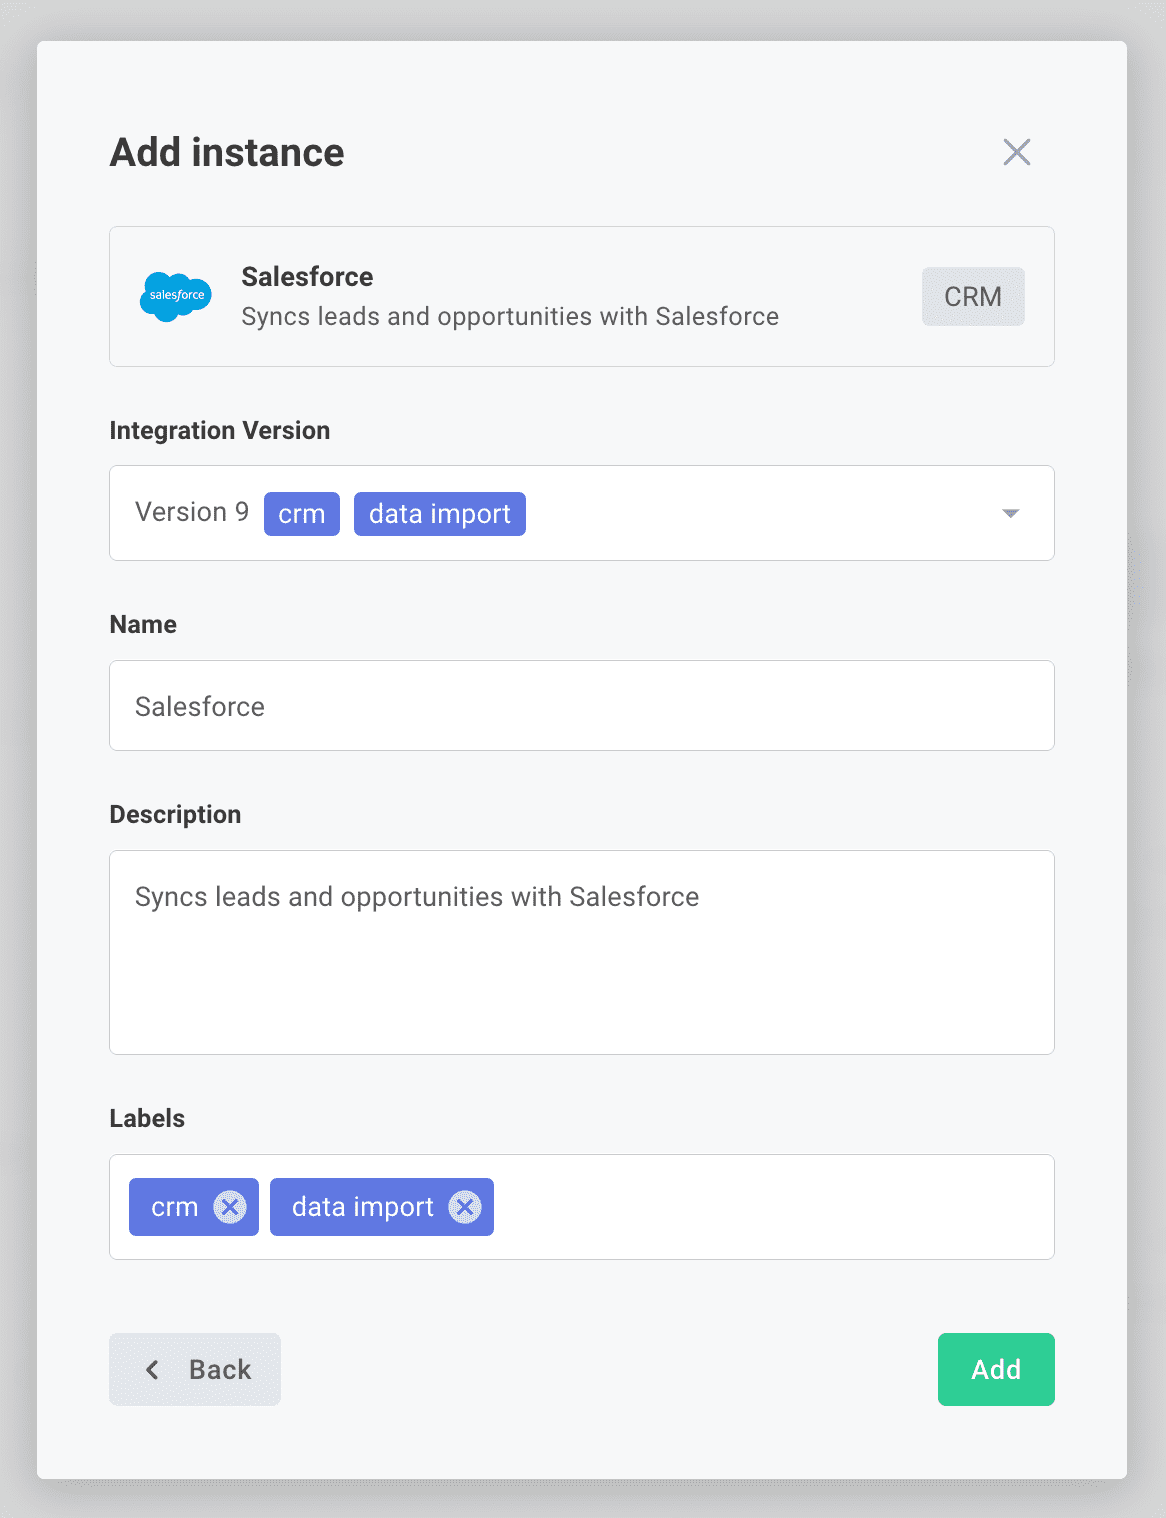 Add instance
salesforce
Salesforce
Syncs leads and opportunities with Salesforce
CRM
Integration Version
Version 9 crm data import
Name
Salesforce
Description
Syncs leads and opportunities with Salesforce
Labels
crm data import
Back
Add